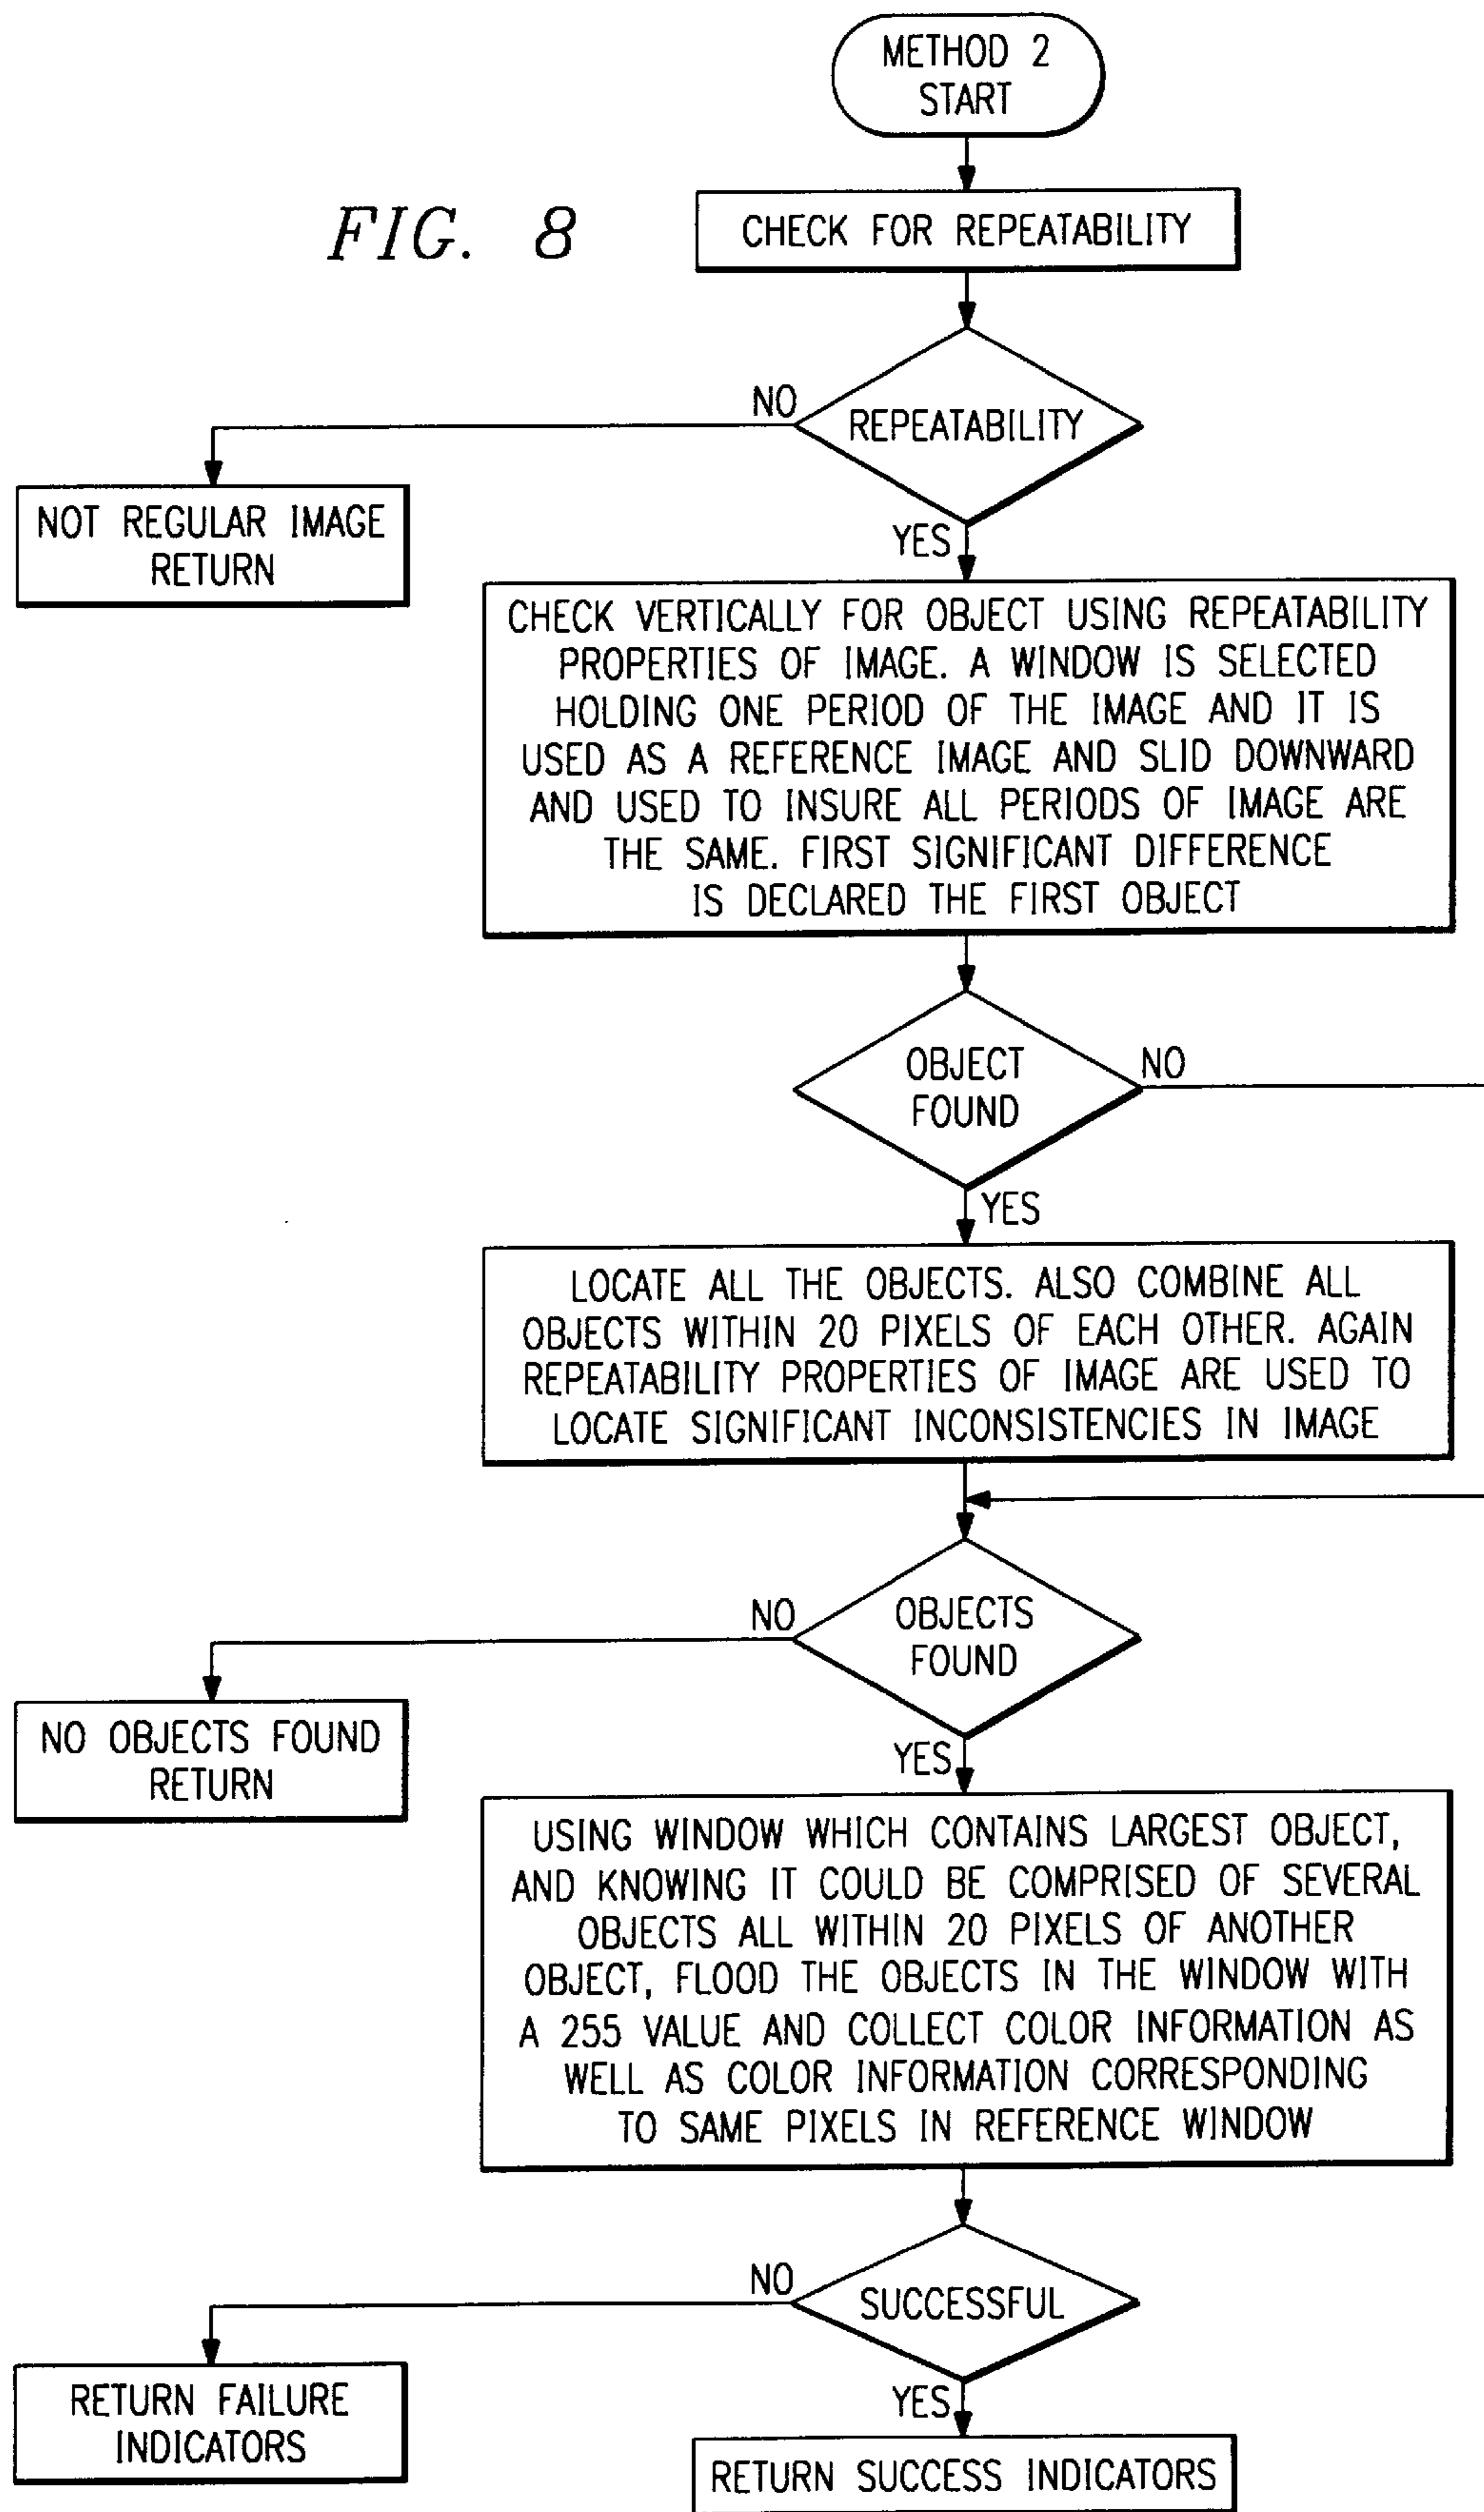 METHOD 2
START
FIG. 8
CHECK FOR REPEATABILITY
NO
REPEATABILITY
NOT REGULAR IMAGE
RETURN
YES
CHECK VERTICALLY FOR OBJECT USING REPEATABILITY
PROPERTIES OF IMAGE. A WINDOW IS SELECTED
HOLDING ONE PERIOD OF THE IMAGE AND IT IS
USED AS A REFERENCE IMAGE AND SLID DOWNWARD
AND USED TO INSURE ALL PERIODS OF IMAGE ARE
THE SAME. FIRST SIGNIFICANT DIFFERENCE
IS DECLARED THE FIRST OBJECT
OBJECT
FOUND
NO
YES
LOCATE ALL THE OBJECTS. ALSO COMBINE ALL
OBJECTS WITHIN 20 PIXELS OF EACH OTHER. AGAIN
REPEATABILITY PROPERTIES OF IMAGE ARE USED TO
LOCATE SIGNIFICANT INCONSISTENCIES IN IMAGE
NO
OBJECTS
FOUND
NO OBJECTS FOUND
RETURN
YES
USING WINDOW WHICH CONTAINS LARGEST OBJECT,
AND KNOWING IT COULD BE COMPRISED OF SEVERAL
OBJECTS ALL WITHIN 20 PIXELS OF ANOTHER
OBJECT, FLOOD THE OBJECTS IN THE WINDOW WITH
A 255 VALUE AND COLLECT COLOR INFORMATION AS
WELL AS COLOR INFORMATION CORRESPONDING
TO SAME PIXELS IN REFERENCE WINDOW
NO
SUCCESSFUL
RETURN FAILURE
INDICATORS
YES
RETURN SUCCESS INDICATORS